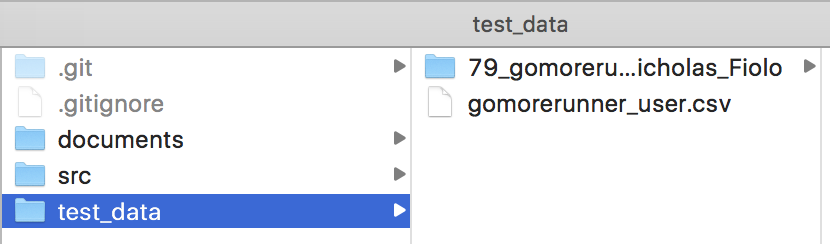 test_data
.git
.gitignore
documents
src
test_data
79_gomoreru...icholas_Fiolo
gomorerunner_user.csv